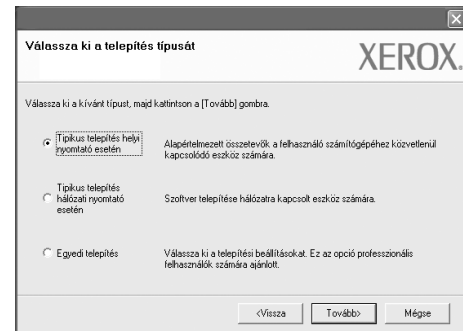 Válassza ki a telepítés típusát
XEROX.
Válassza ki a kívánt típust, majd kattintson a [Tovább] gombra.
Tipikus telepítés helyi
nyomtató esetén
Alapértelmezett összetevők a felhasználó számítógépéhez közvetlenül
kapcsolódó eszköz számára.
Tipikus telepítés
hálózati nyomtató
esetén
Szoftver telepítése hálózatra kapcsolt eszköz számára.
Egyedi telepítés
Válassza ki a telepítési beállításokat. Ez az opció professzionális
felhasználók számára ajánlott.
<Vissza
Tovább>
Mégse